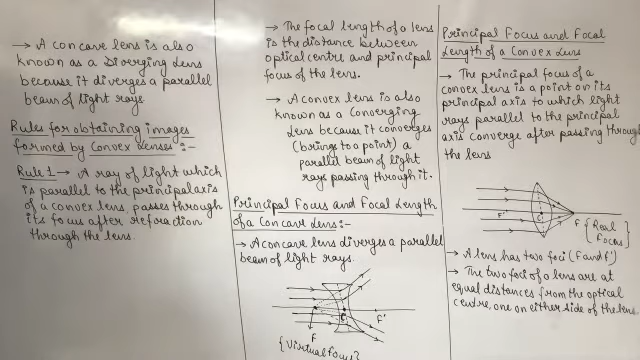 → A concave lens is also
known as a Diverging Lens
because it diverges a parallel
beam of light rays
Rules for obtaining images
formed by Convex Lenses :-
Rule 1 → A ray of light which
is parallel to the principal axis
of a convex lens, passes through
its focus after refraction
through the lens.
→ The focal length of a lens
is the distance between
optical centre and principal
focus of the lens.
→ A convex lens is also
known as a Converging
Lens because it converges
(brings to a point) a
parallel beam of light
rays passing through it.
Principal Focus and Focal Length
of a Concave Lens:-
→ A concave lens diverges a parallel
beam of light rays.
F
C
F'
{Virtual Focus}
Principal Focus and Focal
Length of a Convex Lens
→ The principal focus of a
convex lens is a point on its
principal axis to which light
rays parallel to the principal
axis converge after passing through
the lens
F'
C
F {Real
Focus}
→ A lens has two foci (F and F')
→ The two foci of a lens are at
equal distances from the optical
centre, one on either side of the lens.